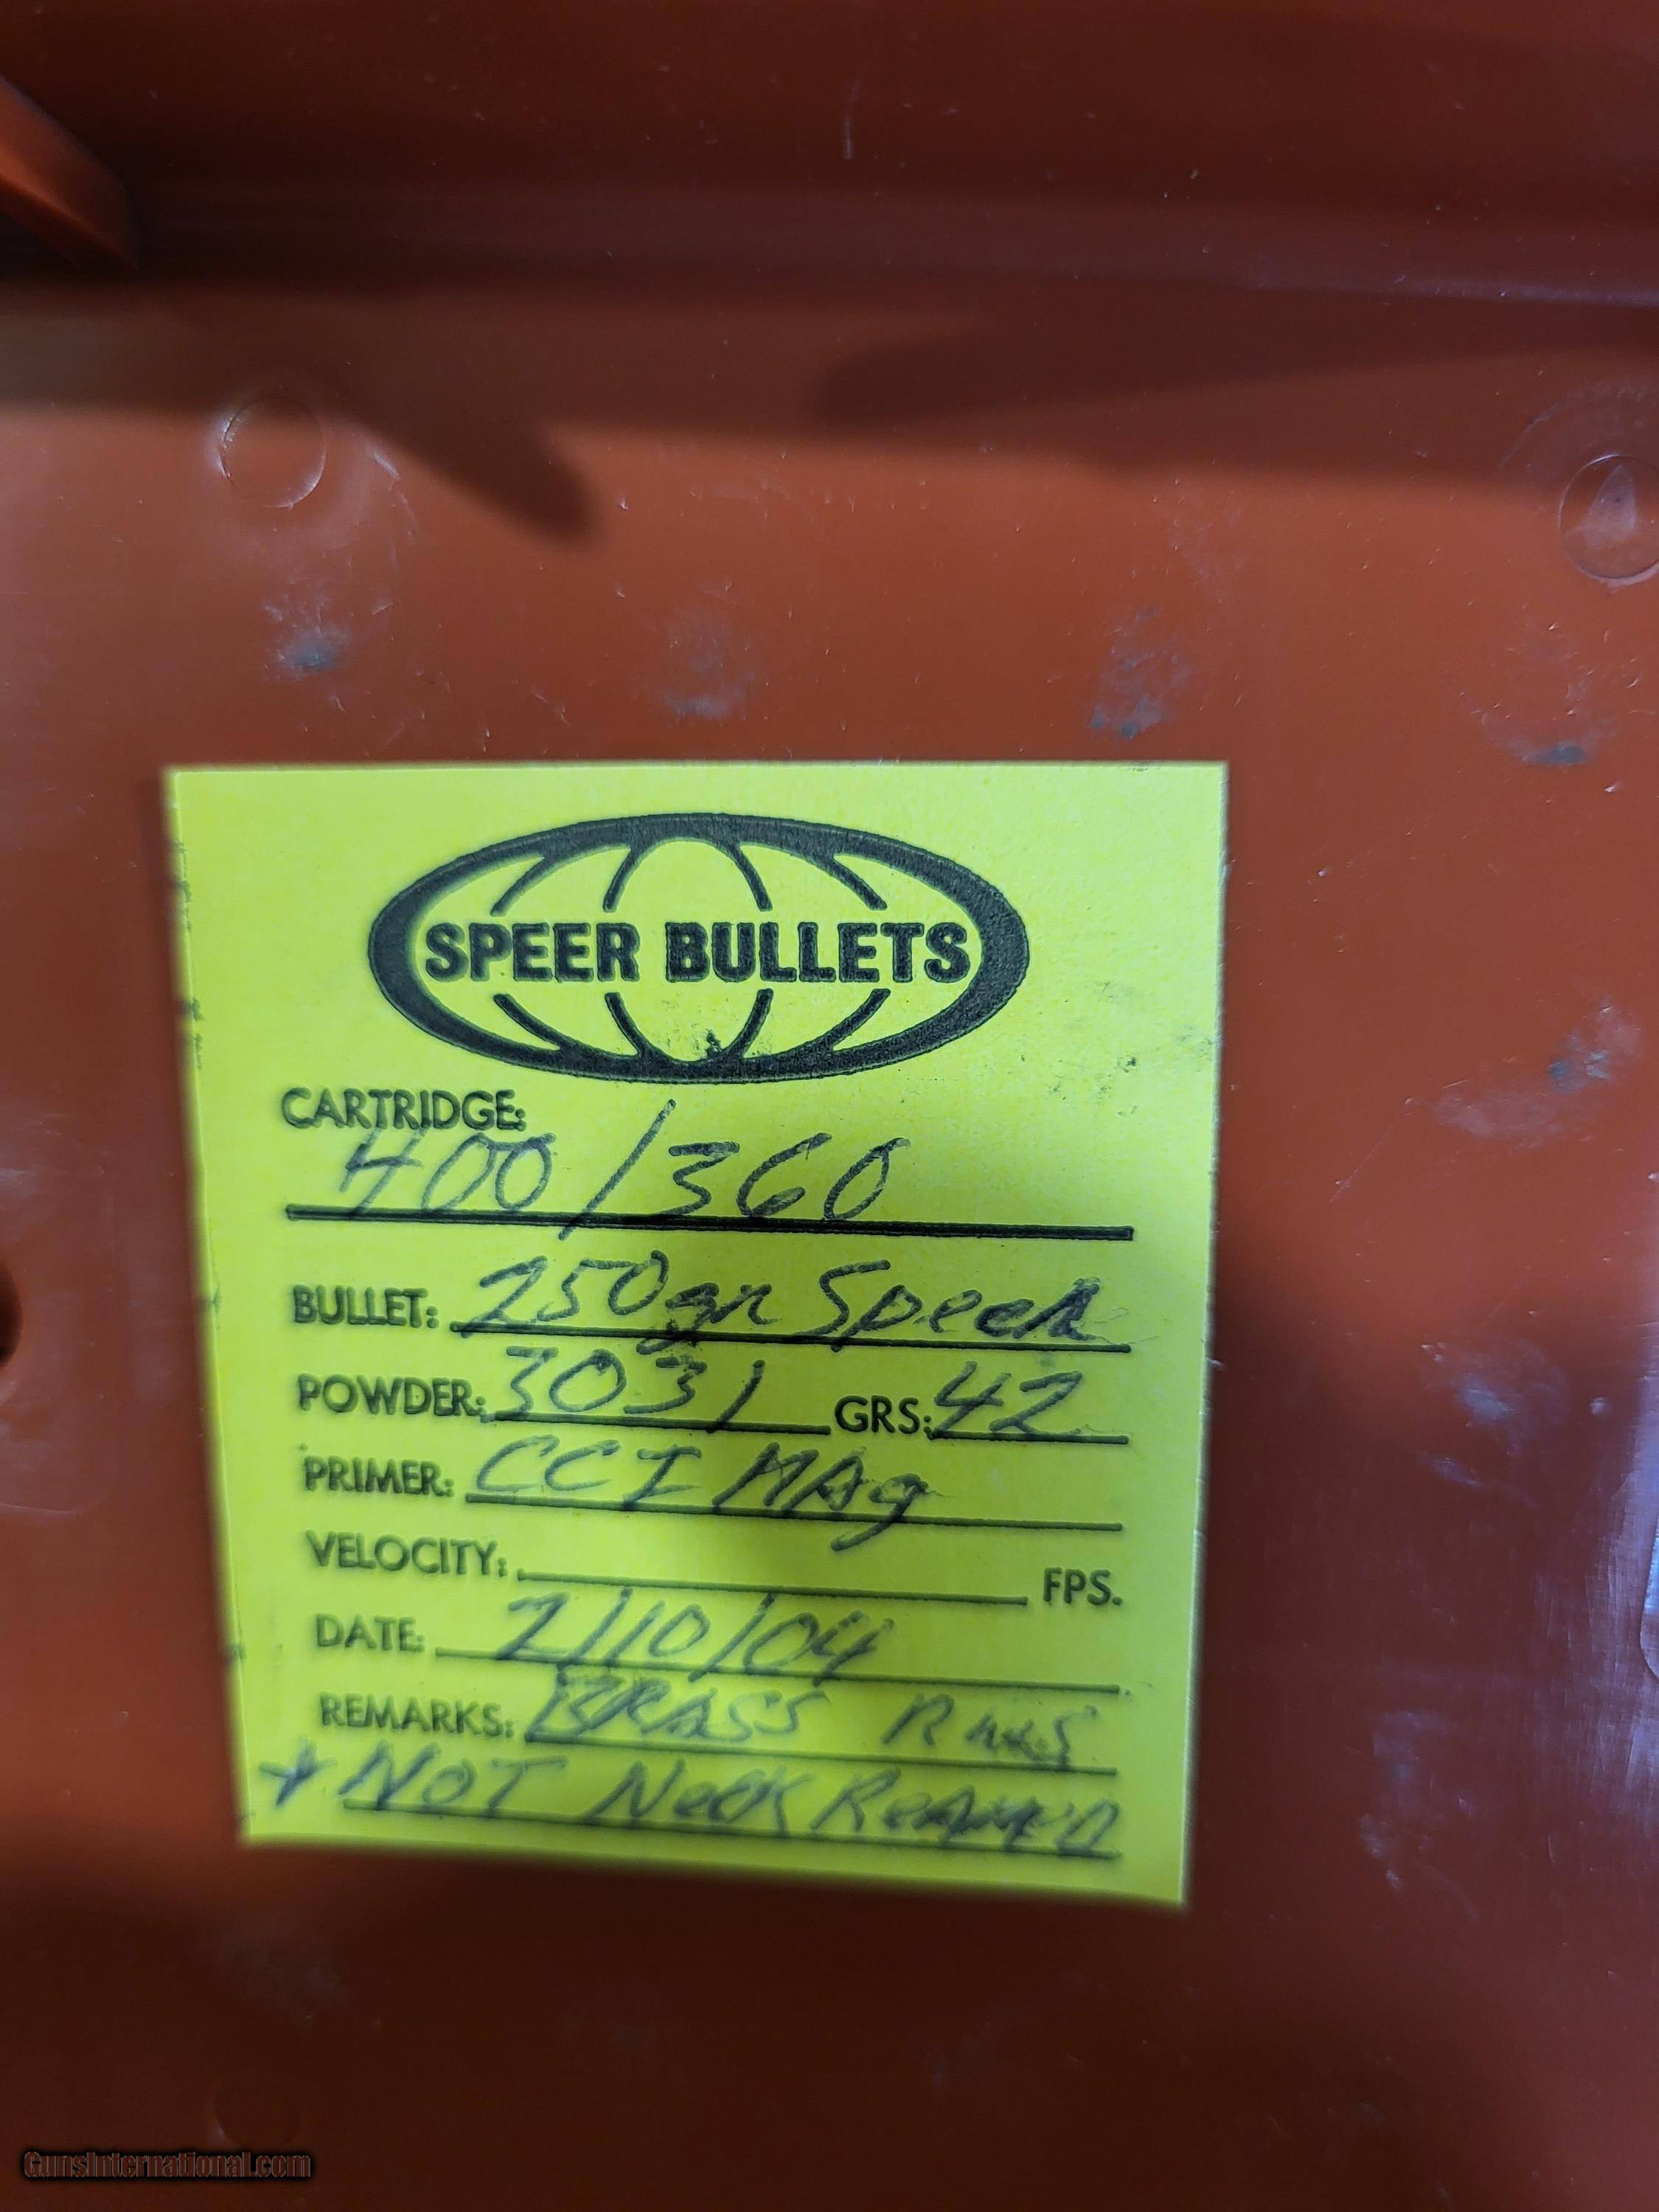 SPEER BULLETS
CARTRIDGE:
400/360
BULLET: 250gr Speer
POWDER: 3031 GRS: 42
PRIMER: CCI MAg
VELOCITY: FPS.
DATE: 2/10/04
REMARKS: BRASS
* NOT Neck Ream'd
GunsInternational.com